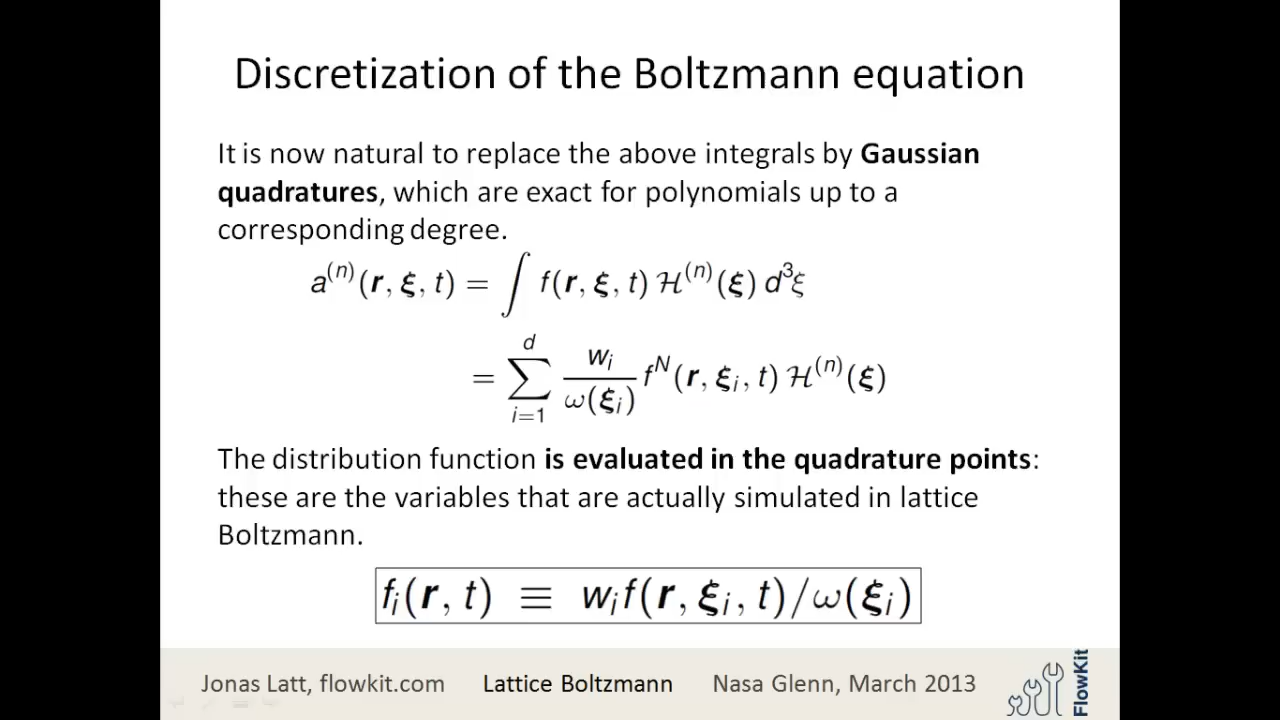 Discretization of the Boltzmann equation
It is now natural to replace the above integrals by Gaussian
quadratures, which are exact for polynomials up to a
corresponding degree.
a⁽ⁿ⁾(r, ξ, t) = ∫ f(r, ξ, t) ℋ⁽ⁿ⁾(ξ) d³ξ
= ∑_{i=1}^{d} w_i/ω(ξ_i) f^N(r, ξ_i, t) ℋ⁽ⁿ⁾(ξ)
The distribution function is evaluated in the quadrature points:
these are the variables that are actually simulated in lattice
Boltzmann.
f_i(r, t) ≡ w_i f(r, ξ_i, t)/ω(ξ_i)
Jonas Latt, flowkit.com Lattice Boltzmann Nasa Glenn, March 2013
FlowKit